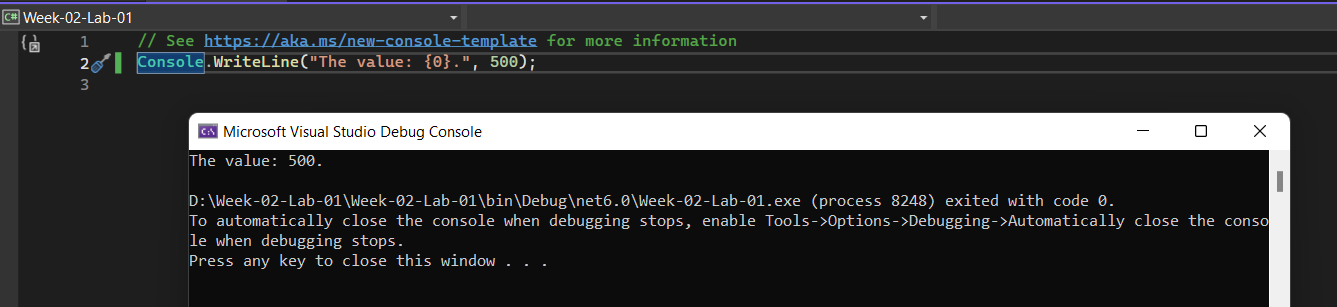 C# Week-02-Lab-01
1 // See https://aka.ms/new-console-template for more information
2 Console.WriteLine("The value: {0}.", 500);
3
C:\ Microsoft Visual Studio Debug Console
The value: 500.
D:\Week-02-Lab-01\Week-02-Lab-01\bin\Debug\net6.0\Week-02-Lab-01.exe (process 8248) exited with code 0.
To automatically close the console when debugging stops, enable Tools->Options->Debugging->Automatically close the conso
le when debugging stops.
Press any key to close this window . . .